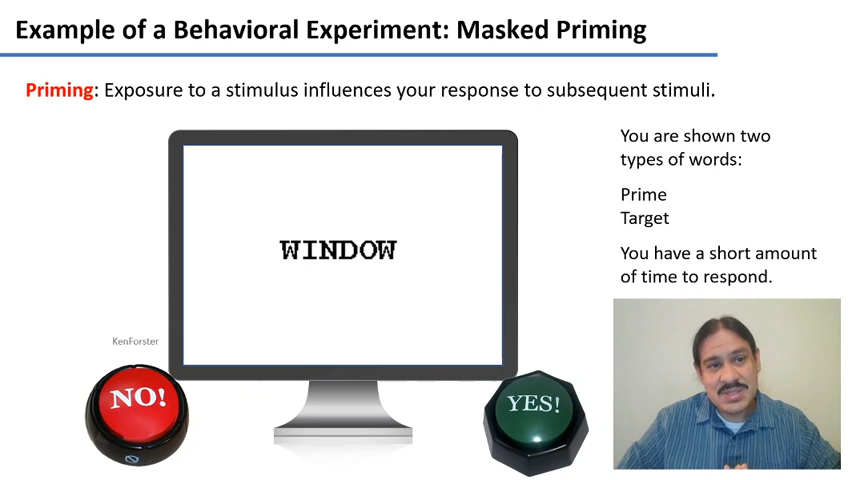 Example of a Behavioral Experiment: Masked Priming
Priming: Exposure to a stimulus influences your response to subsequent stimuli.
You are shown two
types of words:
Prime
Target
You have a short amount
of time to respond.
WINDOW
KenForster
NO!
YES!